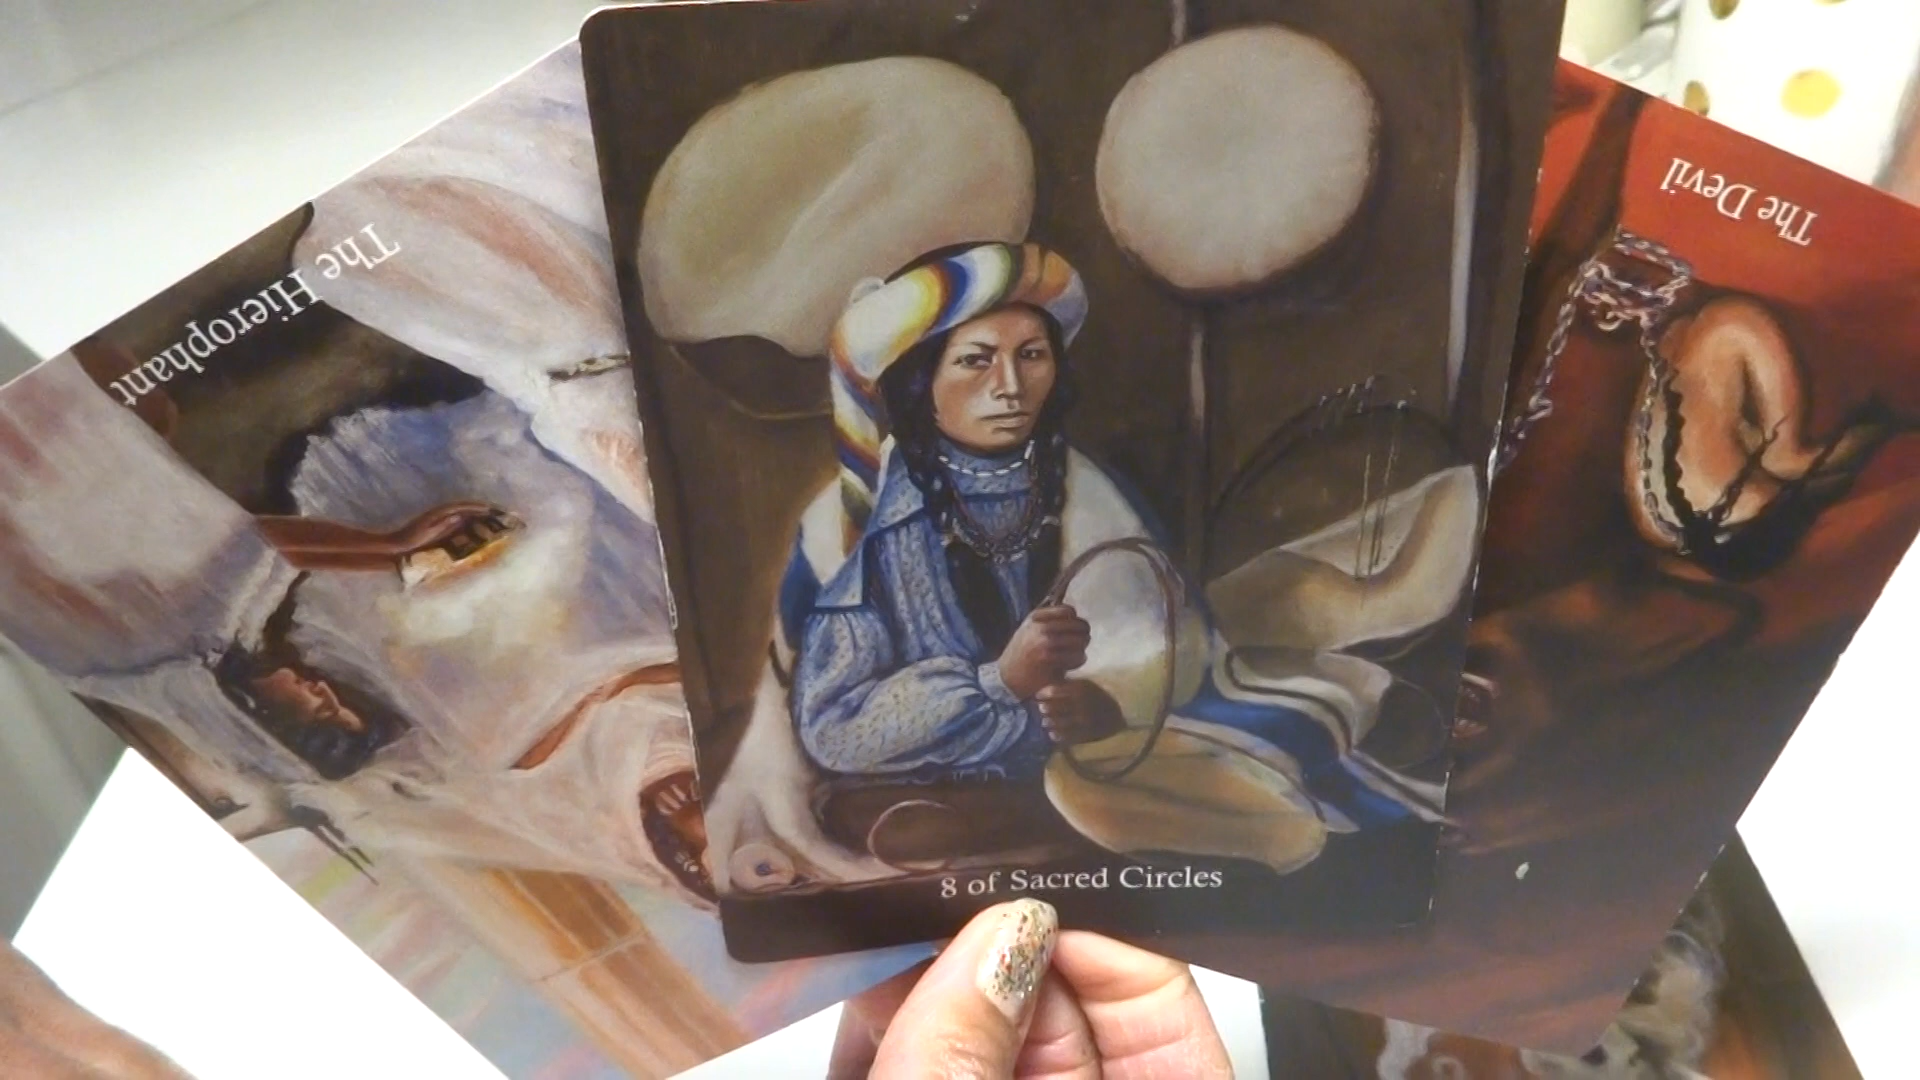 The Hierophant
8 of Sacred Circles
The Devil